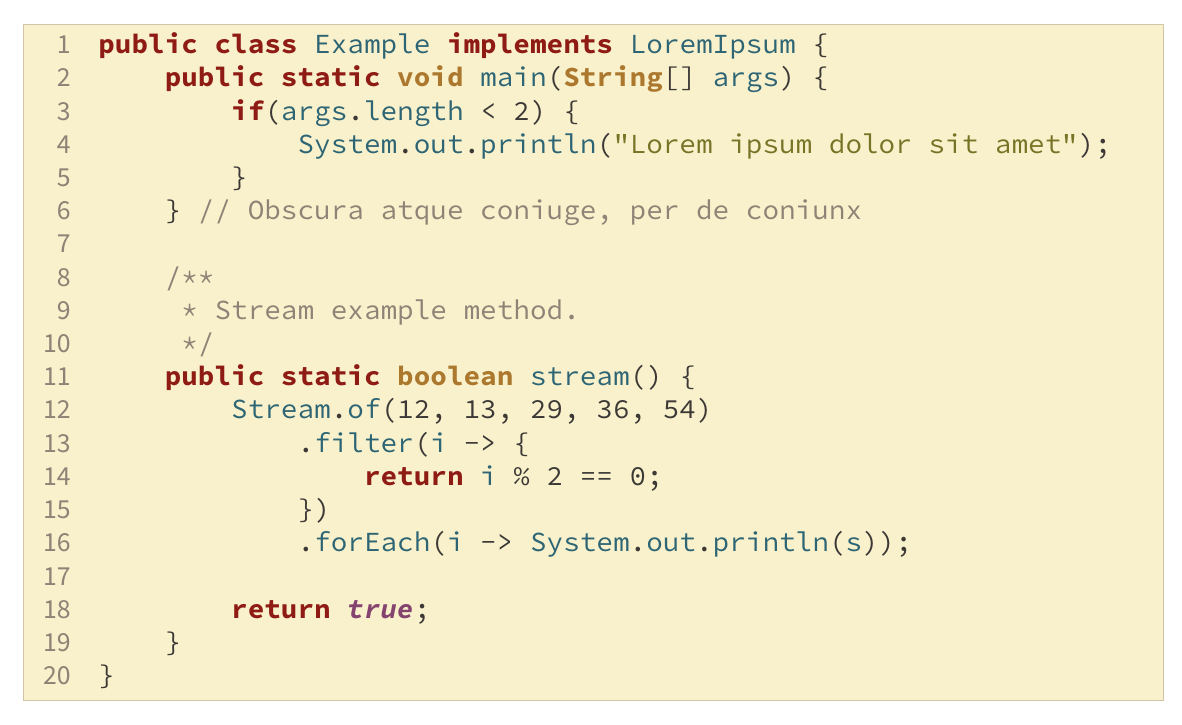 1 public class Example implements LoremIpsum {
2     public static void main(String[] args) {
3         if(args.length < 2) {
4             System.out.println("Lorem ipsum dolor sit amet");
5         }
6     } // Obscura atque coniuge, per de coniunx
7
8     /**
9      * Stream example method.
10      */
11     public static boolean stream() {
12         Stream.of(12, 13, 29, 36, 54)
13             .filter(i -> {
14                 return i % 2 == 0;
15             })
16             .forEach(i -> System.out.println(s));
17
18         return true;
19     }
20 }